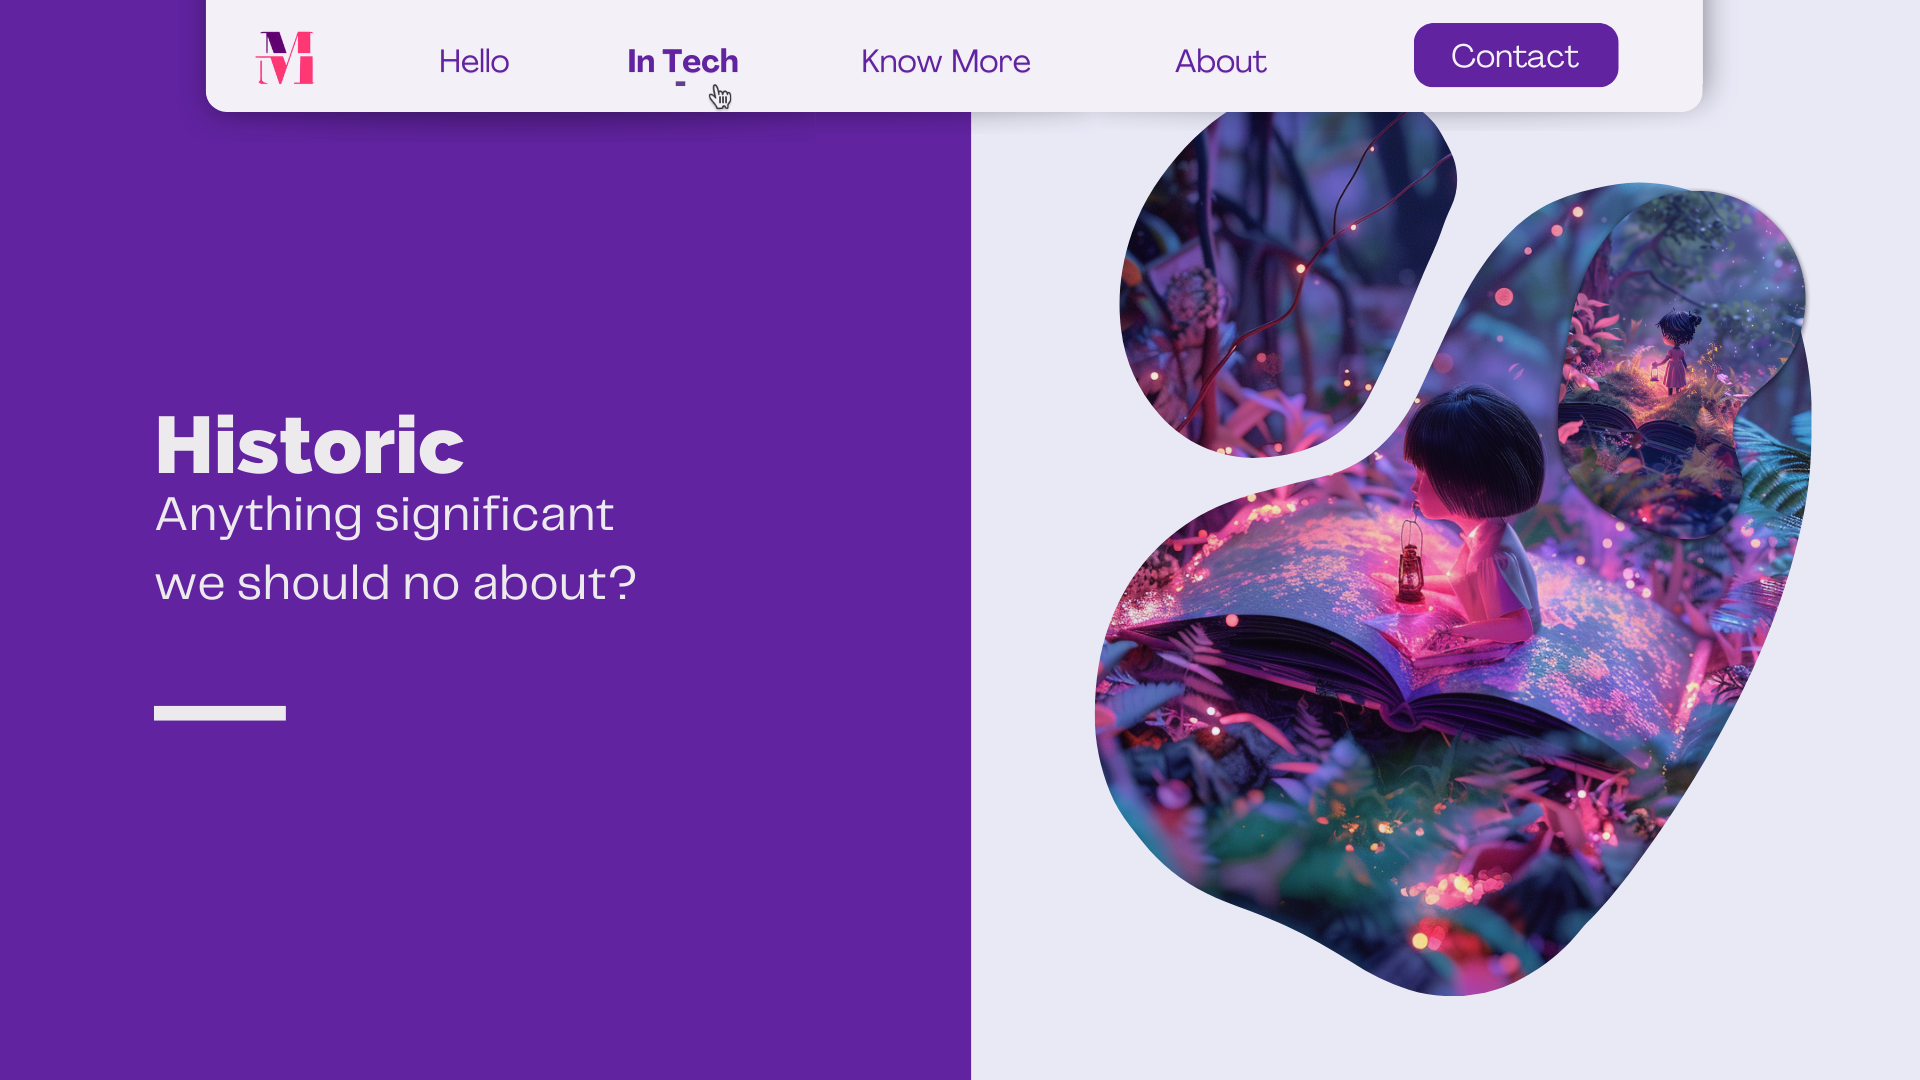 M
Hello
In Tech
Know More
About
Contact
Historic
Anything significant
we should no about?